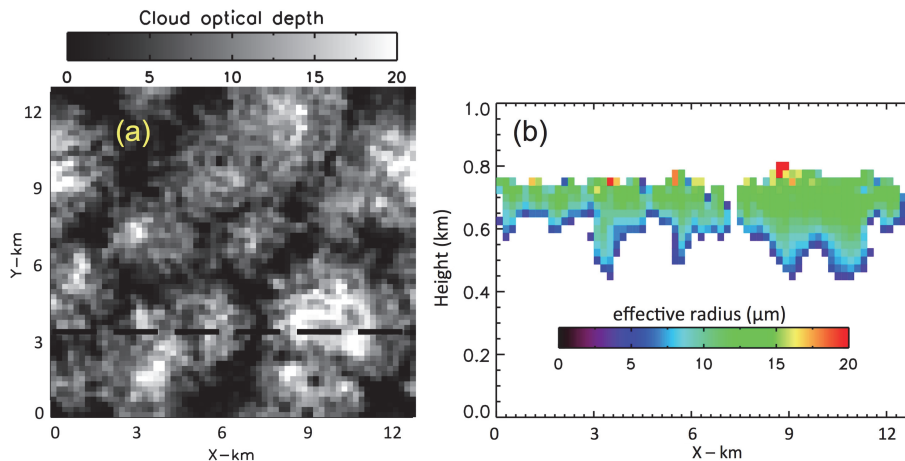 Cloud optical depth
0 5 10 15 20
(a)
12
9
6
3
0
Y-km
0 3 6 9 12
X-km
(b)
1.0
0.8
0.6
0.4
0.2
0.0
Height (km)
effective radius (μm)
0 5 10 15 20
0 3 6 9 12
X-km